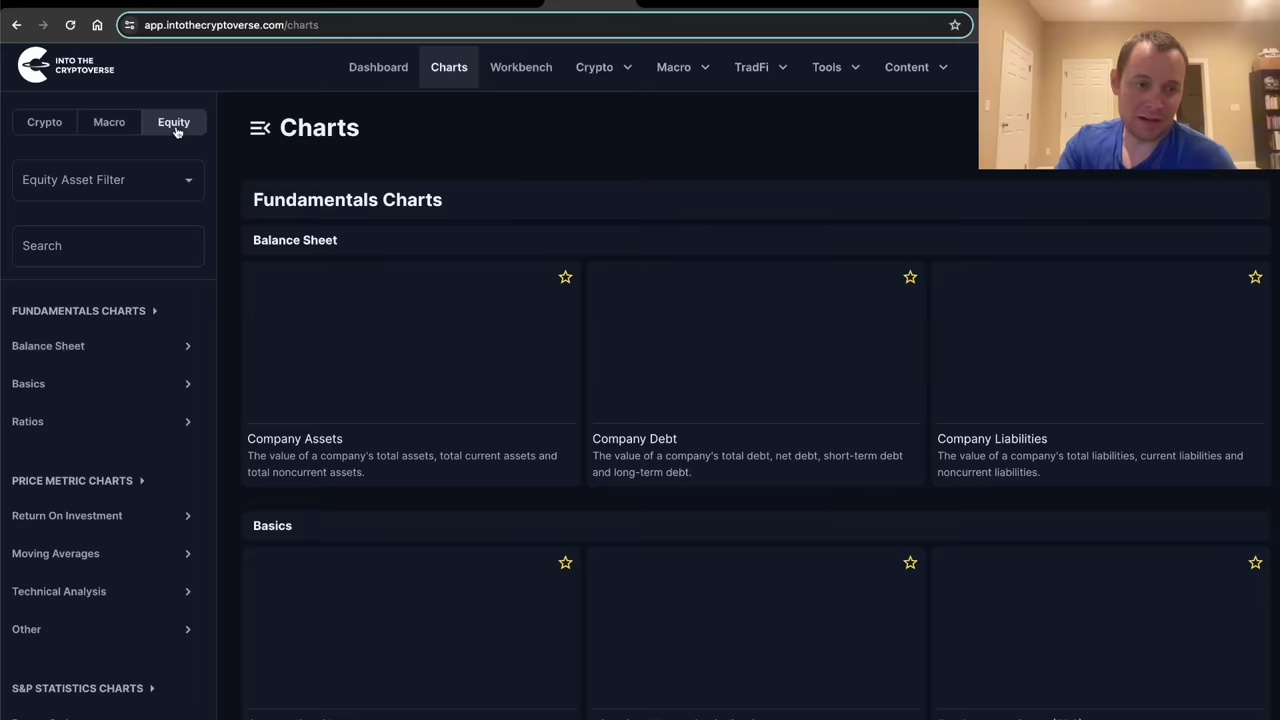 app.intothecryptoverse.com/charts
INTO THE
CRYPTOVERSE
Dashboard
Charts
Workbench
Crypto
Macro
TradFi
Tools
Content
Crypto
Macro
Equity
Equity Asset Filter
Search
FUNDAMENTALS CHARTS
Balance Sheet
Basics
Ratios
PRICE METRIC CHARTS
Return On Investment
Moving Averages
Technical Analysis
Other
S&P STATISTICS CHARTS
Charts
Fundamentals Charts
Balance Sheet
Company Assets
The value of a company's total assets, total current assets and
total noncurrent assets.
Company Debt
The value of a company's total debt, net debt, short-term debt
and long-term debt.
Company Liabilities
The value of a company's total liabilities, current liabilities and
noncurrent liabilities.
Basics